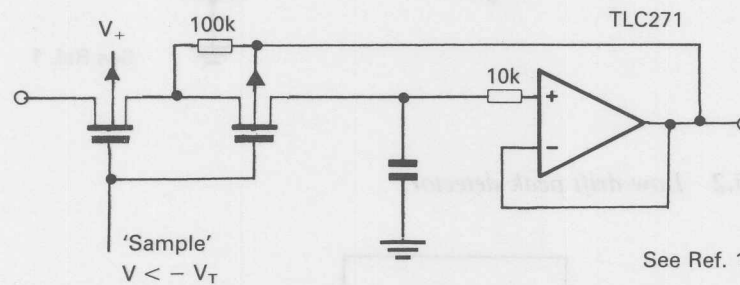 TLC271
100k
V+
10k
+
−
'Sample'
V < − VT
See Ref. 1